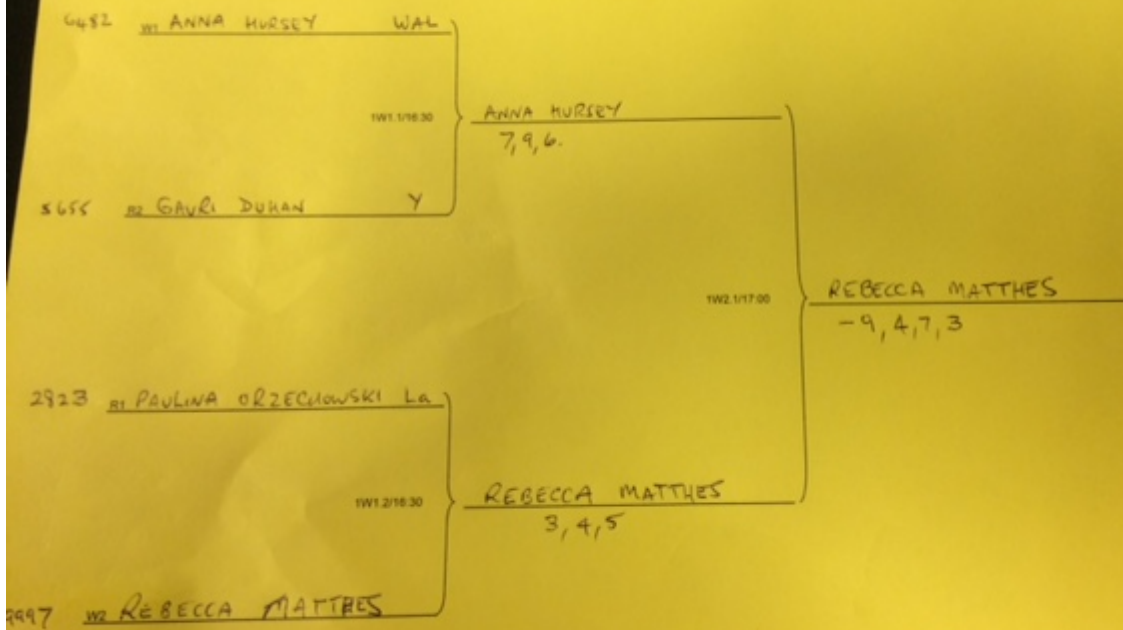 6482 W1 ANNA HURSEY WAL
1W1.1/16:30
ANNA HURSEY
7, 9, 6.
5655 R2 GAURI DUHAN Y
1W2.1/17:00
REBECCA MATTHES
-9, 4, 7, 3
2823 R1 PAULINA ORZECHOWSKI La
1W1.2/16:30
REBECCA MATTHES
3, 4, 5
W2 REBECCA MATTHES